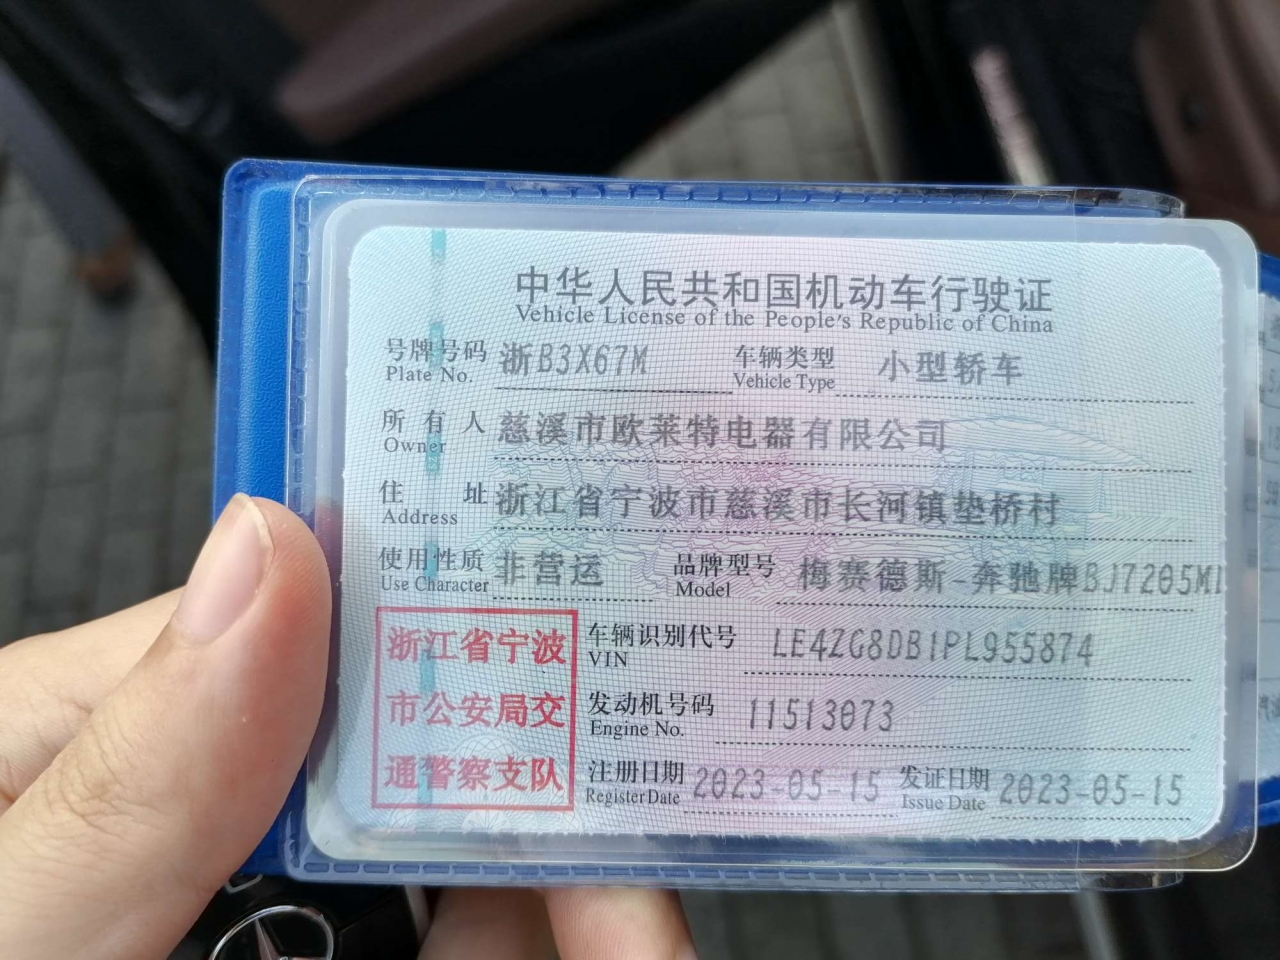 中华人民共和国机动车行驶证
Vehicle License of the People's Republic of China
号牌号码 浙B3X67M 车辆类型 小型轿车
Plate No. Vehicle Type
所有人 慈溪市欧莱特电器有限公司
Owner
住址 浙江省宁波市慈溪市长河镇垫桥村
Address
使用性质 非营运 品牌型号 梅赛德斯-奔驰牌BJ7205M
Use Character Model
浙江省宁波
市公安局交
通警察支队
车辆识别代号 LE4ZG8DB1PL955874
VIN
发动机号码 11513073
Engine No.
注册日期 2023-05-15 发证日期 2023-05-15
Register Date Issue Date